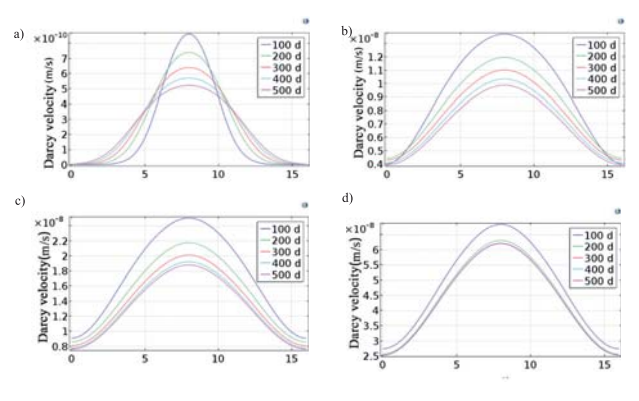 a)
×10⁻¹⁰
7
6
5
4
3
2
1
0
Darcy velocity (m/s)
100 d
200 d
300 d
400 d
500 d
0
5
10
15
b)
×10⁻⁸
1.2
1.1
1
0.9
0.8
0.7
0.6
0.5
0.4
Darcy velocity (m/s)
100 d
200 d
300 d
400 d
500 d
0
5
10
15
c)
×10⁻⁸
2.2
2
1.8
1.6
1.4
1.2
1
0.8
Darcy velocity(m/s)
100 d
200 d
300 d
400 d
500 d
0
5
10
15
d)
×10⁻⁸
6
5.5
5
4.5
4
3.5
3
2.5
Darcy velocity(m/s)
100 d
200 d
300 d
400 d
500 d
0
5
10
15